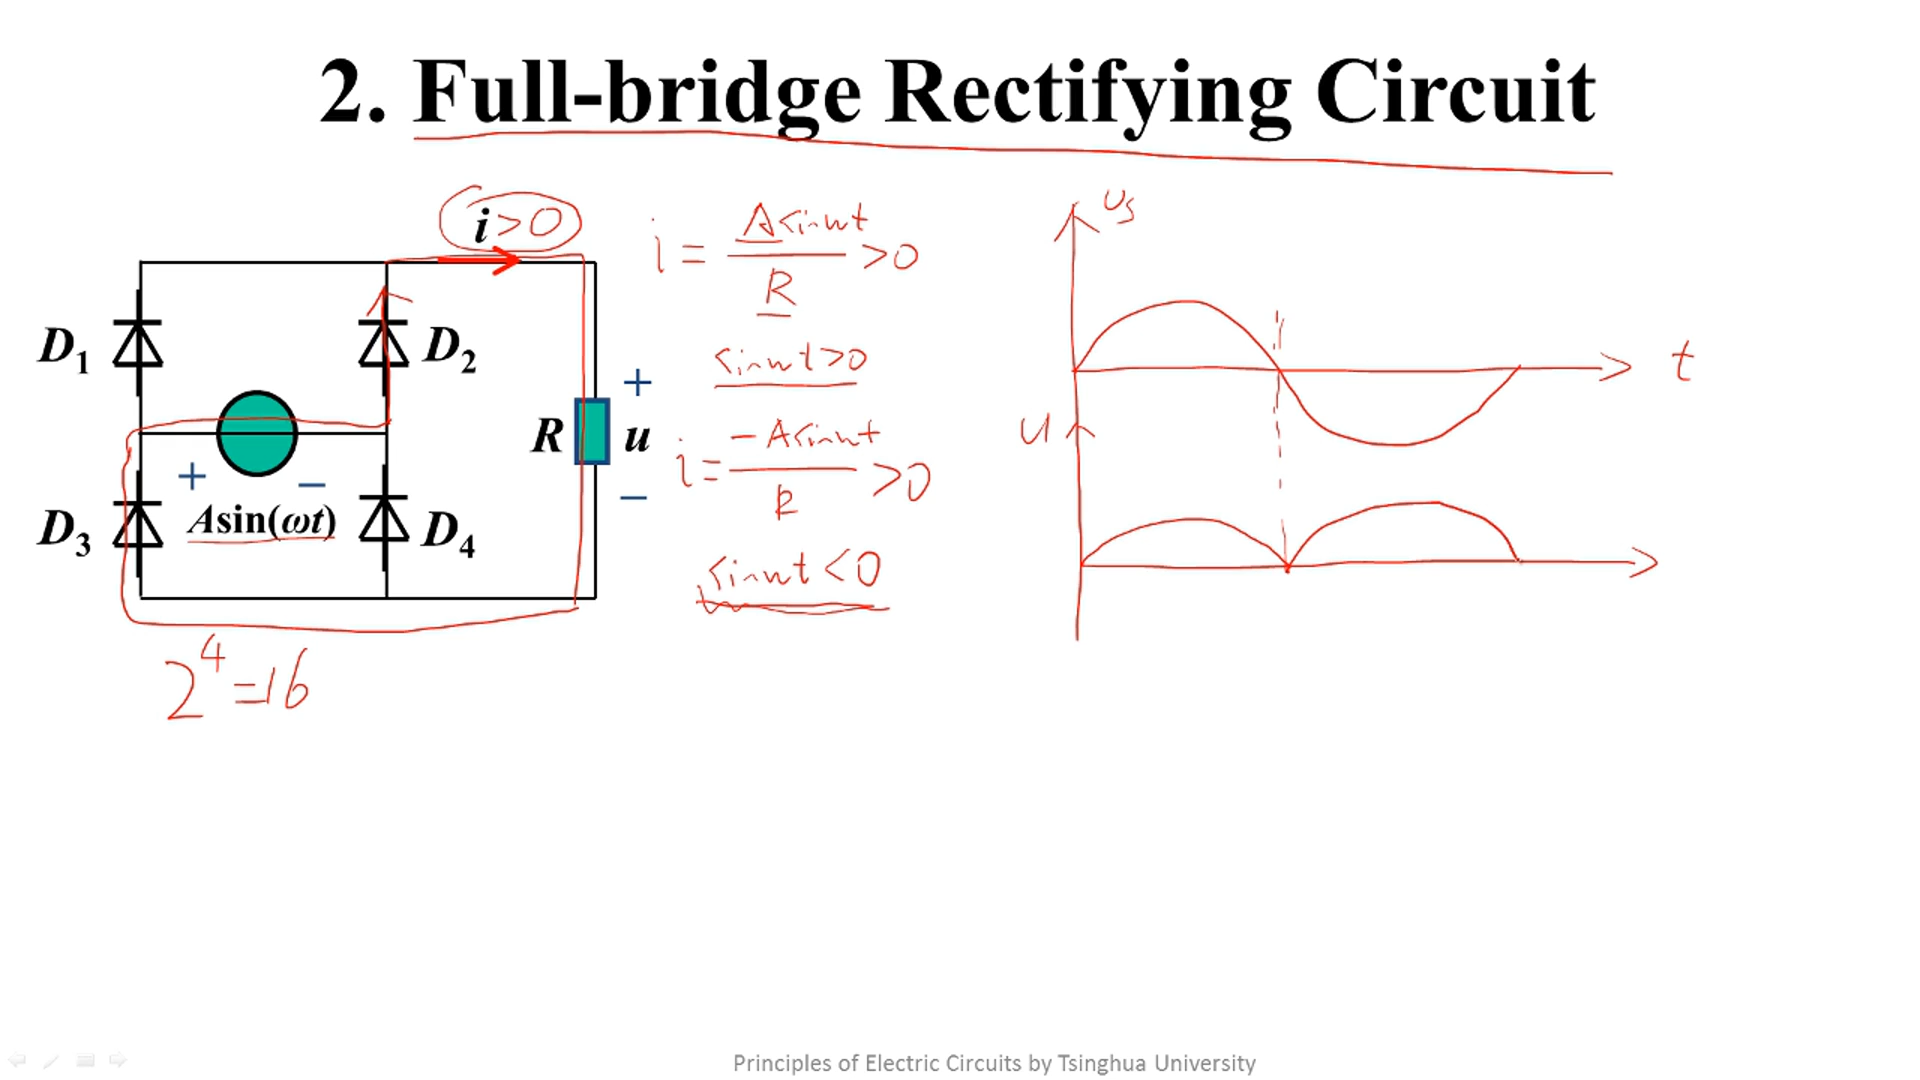 2. Full-bridge Rectifying Circuit
i>0
i = Asinωt / R >0
D1
D2
sinωt>0
+
R
u
−
i = −Asinωt / R >0
+
−
Asin(ωt)
D3
D4
sinωt<0
2^4=16
us
t
u
Principles of Electric Circuits by Tsinghua University